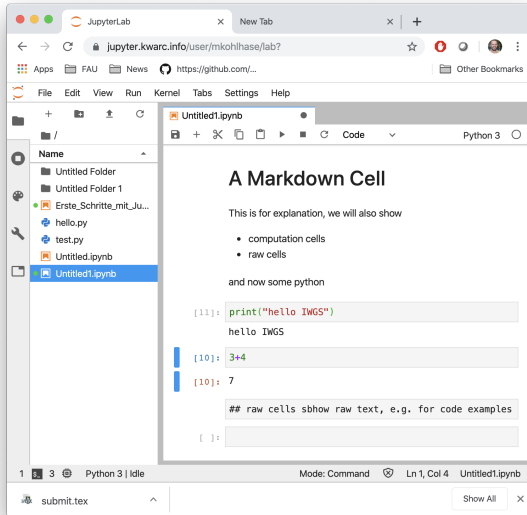 JupyterLab
New Tab
jupyter.kwarc.info/user/mkohlhase/lab?
Apps FAU News https://github.com/... Other Bookmarks
File Edit View Run Kernel Tabs Settings Help
/
Name
Untitled Folder
Untitled Folder 1
Erste_Schritte_mit_Ju...
hello.py
test.py
Untitled.ipynb
Untitled1.ipynb
Untitled1.ipynb
Code Python 3
A Markdown Cell
This is for explanation, we will also show
• computation cells
• raw cells
and now some python
[11]: print("hello IWGS")
hello IWGS
[10]: 3+4
[10]: 7
## raw cells sbhow raw text, e.g. for code examples
[ ]:
1 3 Python 3 | Idle Mode: Command Ln 1, Col 4 Untitled1.ipynb
submit.tex Show All